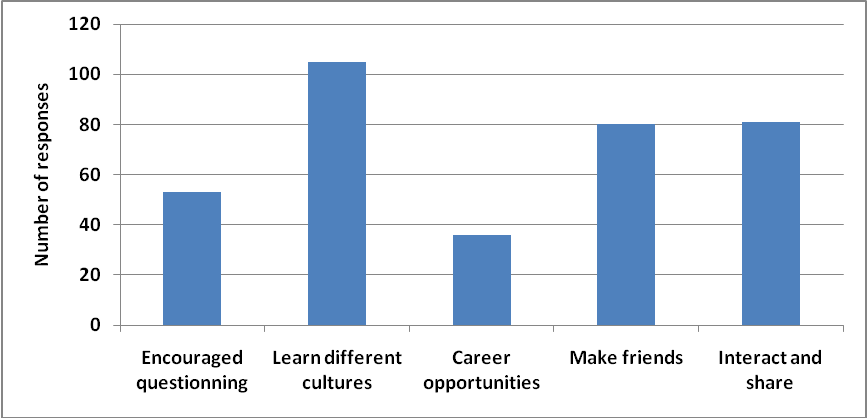 120
100
80
60
40
20
0
Number of responses
Encouraged
questionning
Learn different
cultures
Career
opportunities
Make friends
Interact and
share